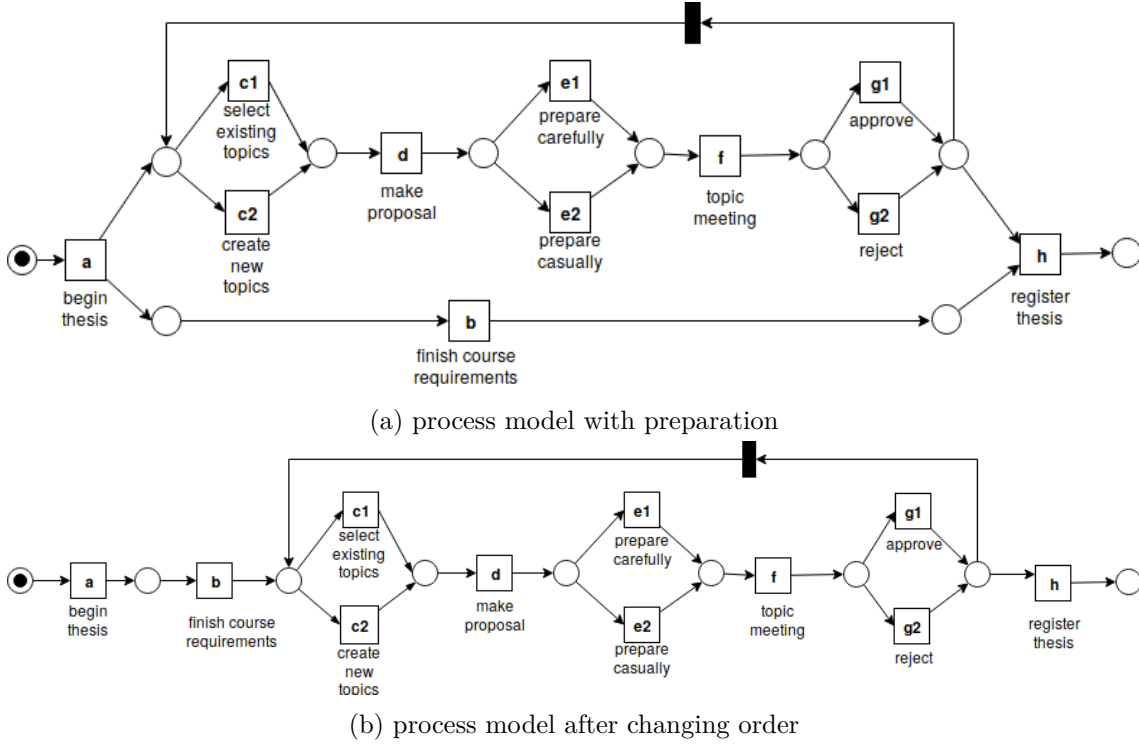 c1
select
existing
topics
c2
create
new
topics
d
make
proposal
e1
prepare
carefully
e2
prepare
casually
f
topic
meeting
g1
approve
g2
reject
a
begin
thesis
b
finish course
requirements
h
register
thesis
(a) process model with preparation
a
begin
thesis
b
finish course
requirements
c1
select
existing
topics
c2
create
new
topics
d
make
proposal
e1
prepare
carefully
e2
prepare
casually
f
topic
meeting
g1
approve
g2
reject
h
register
thesis
(b) process model after changing order